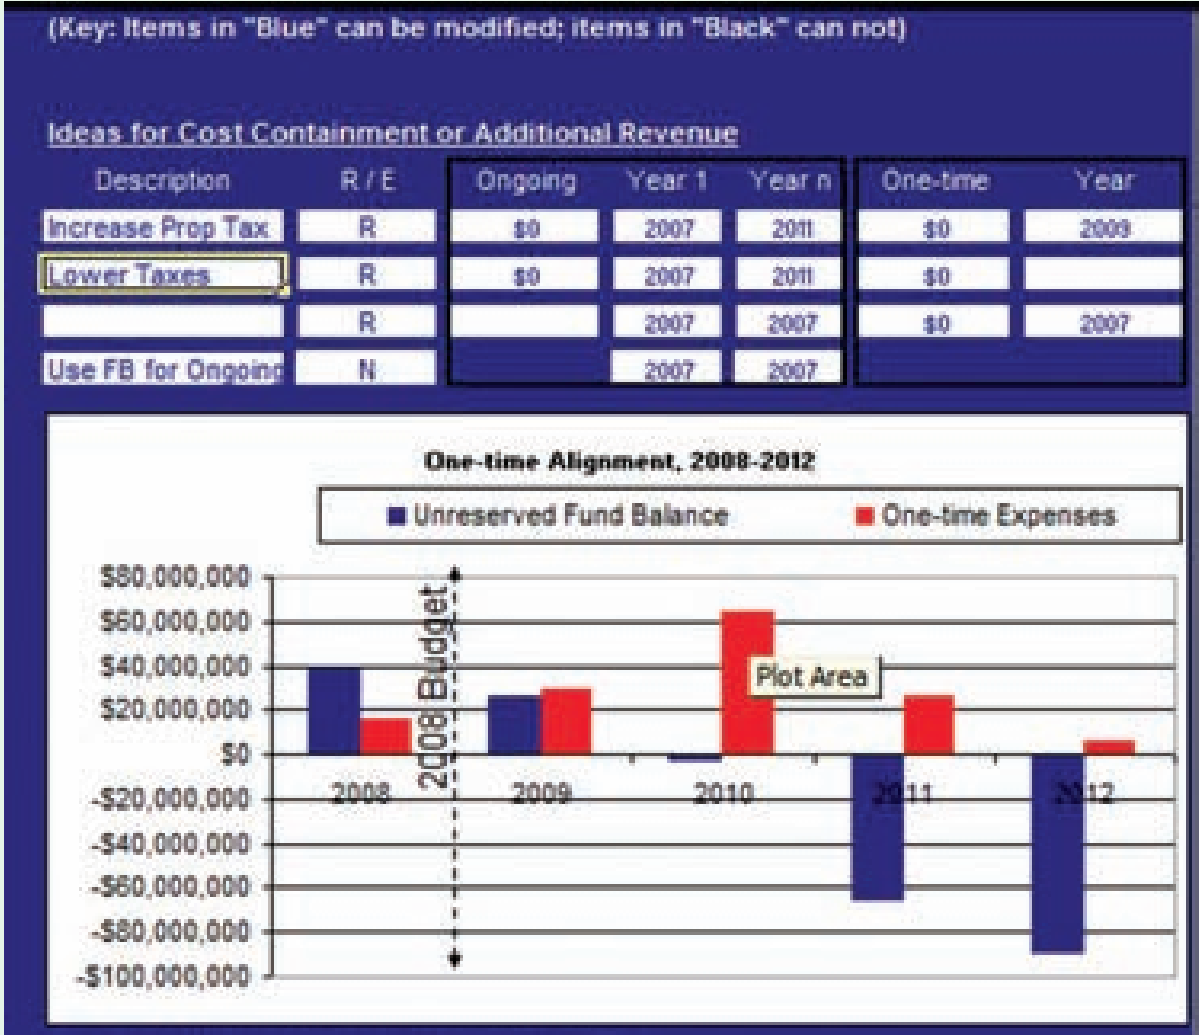 (Key: Items in "Blue" can be modified; items in "Black" can not)
Ideas for Cost Containment or Additional Revenue
Description R / E Ongoing Year 1 Year n One-time Year
Increase Prop Tax R $0 2007 2011 $0 2009
Lower Taxes R $0 2007 2011 $0
R 2007 2007 $0 2007
Use FB for Ongoing N 2007 2007
One-time Alignment, 2008-2012
Unreserved Fund Balance One-time Expenses
$80,000,000
$60,000,000
$40,000,000
$20,000,000
$0
-$20,000,000
-$40,000,000
-$60,000,000
-$80,000,000
-$100,000,000
2008 Budget
Plot Area
2008 2009 2010 2011 2012